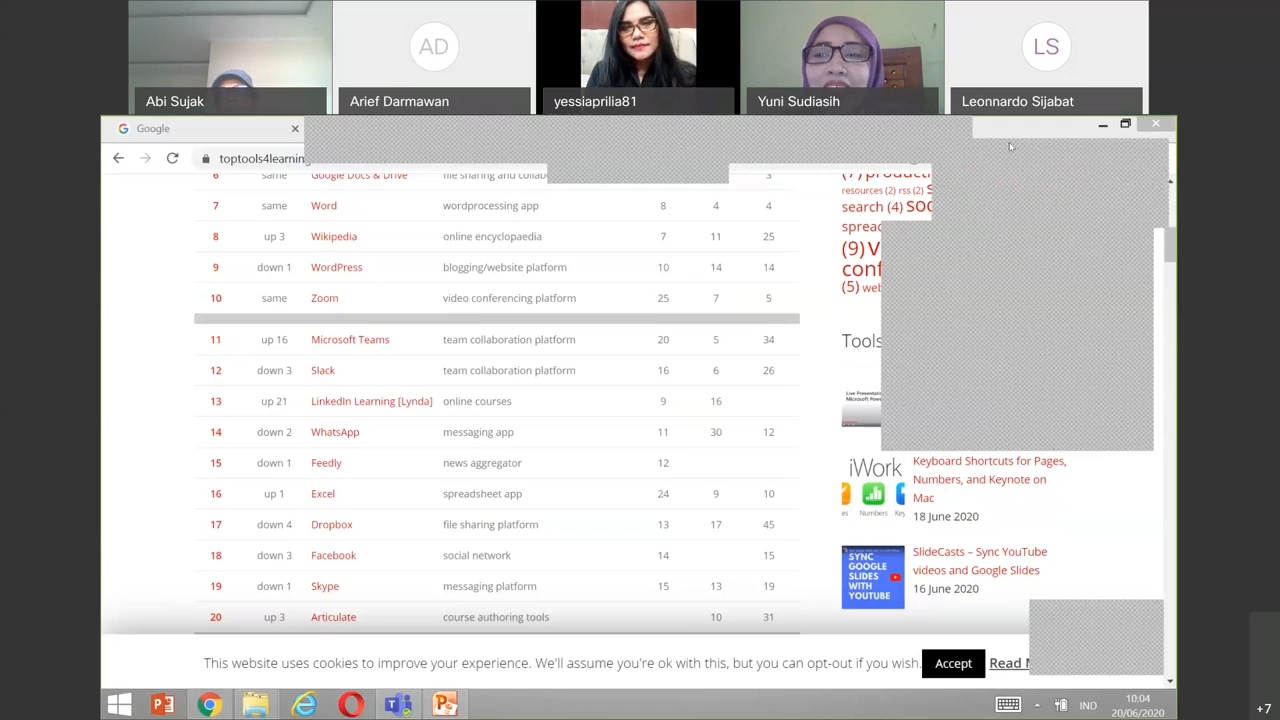 AD
LS
Abi Sujak
Arief Darmawan
yessiaprilia81
Yuni Sudiasih
Leonnardo Sijabat
Google
toptools4learning
6 same Google Docs & Drive file sharing and collab 3
7 same Word wordprocessing app 8 4 4
8 up 3 Wikipedia online encyclopaedia 7 11 25
9 down 1 WordPress blogging/website platform 10 14 14
10 same Zoom video conferencing platform 25 7 5
11 up 16 Microsoft Teams team collaboration platform 20 5 34
12 down 3 Slack team collaboration platform 16 6 26
13 up 21 LinkedIn Learning [Lynda] online courses 9 16
14 down 2 WhatsApp messaging app 11 30 12
15 down 1 Feedly news aggregator 12
16 up 1 Excel spreadsheet app 24 9 10
17 down 4 Dropbox file sharing platform 13 17 45
18 down 3 Facebook social network 14 15
19 down 1 Skype messaging platform 15 13 19
20 up 3 Articulate course authoring tools 10 31
resources (2) rss (2)
search (4)
(9)
(5)
Tools
Live Presentation
iWork
Numbers
Keyboard Shortcuts for Pages,
Numbers, and Keynote on
Mac
18 June 2020
SYNC
GOOGLE
SLIDES
WITH
YOUTUBE
SlideCasts – Sync YouTube
videos and Google Slides
16 June 2020
This website uses cookies to improve your experience. We'll assume you're ok with this, but you can opt-out if you wish.
Accept
Read
IND
10:04
20/06/2020
+7